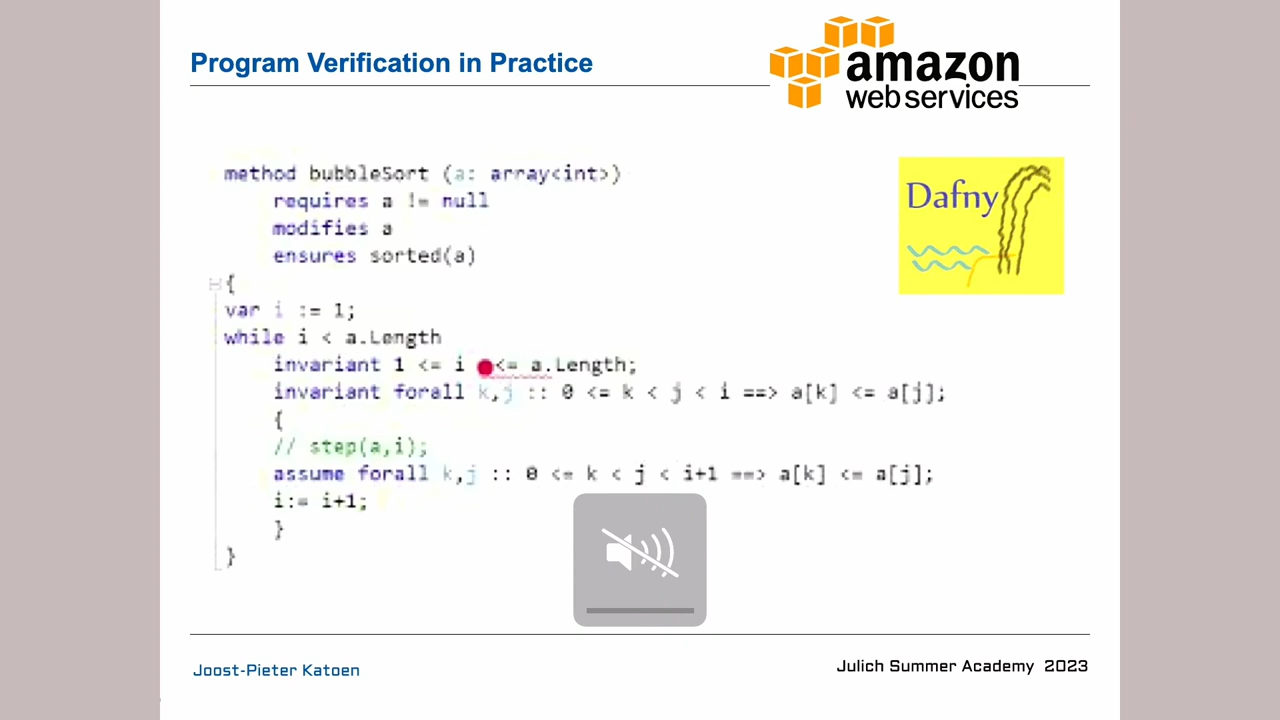 Program Verification in Practice
amazon
webservices
method bubbleSort (a: array<int>)
requires a != null
modifies a
ensures sorted(a)
{
var i := 1;
while i < a.Length
invariant 1 <= i <= a.Length;
invariant forall k,j :: 0 <= k < j < i ==> a[k] <= a[j];
{
// step(a,i);
assume forall k,j :: 0 <= k < j < i+1 ==> a[k] <= a[j];
i:= i+1;
}
}
Dafny
Joost-Pieter Katoen
Julich Summer Academy 2023